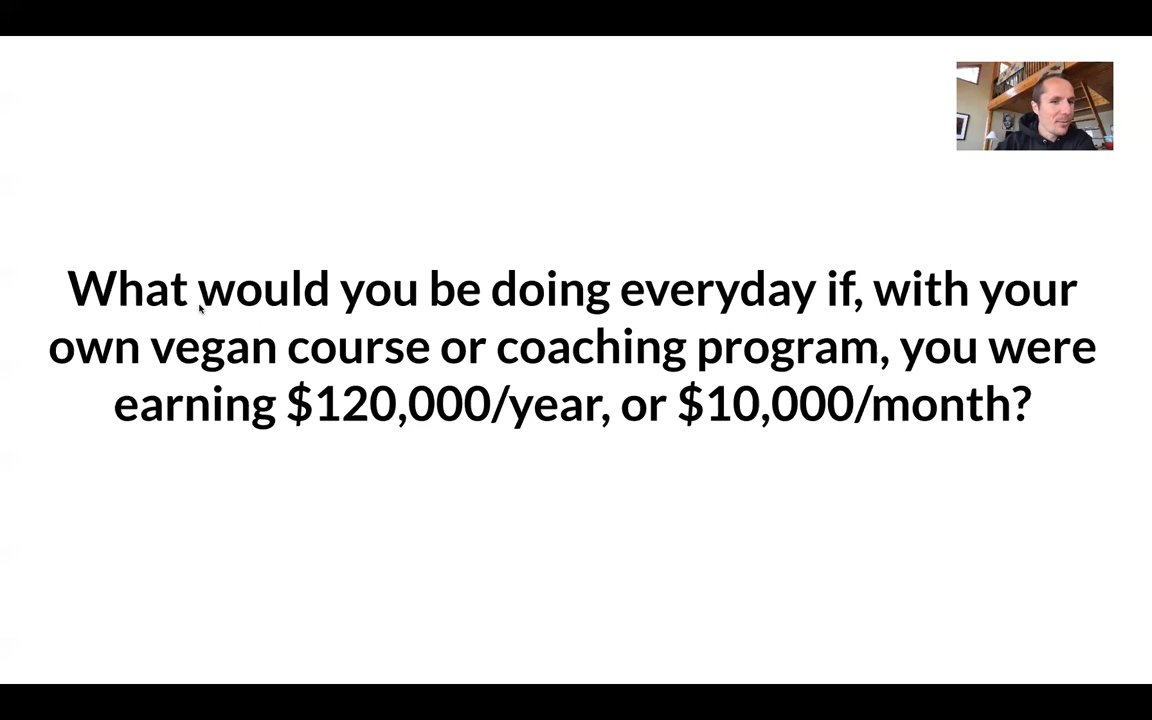 What would you be doing everyday if, with your
own vegan course or coaching program, you were
earning $120,000/year, or $10,000/month?